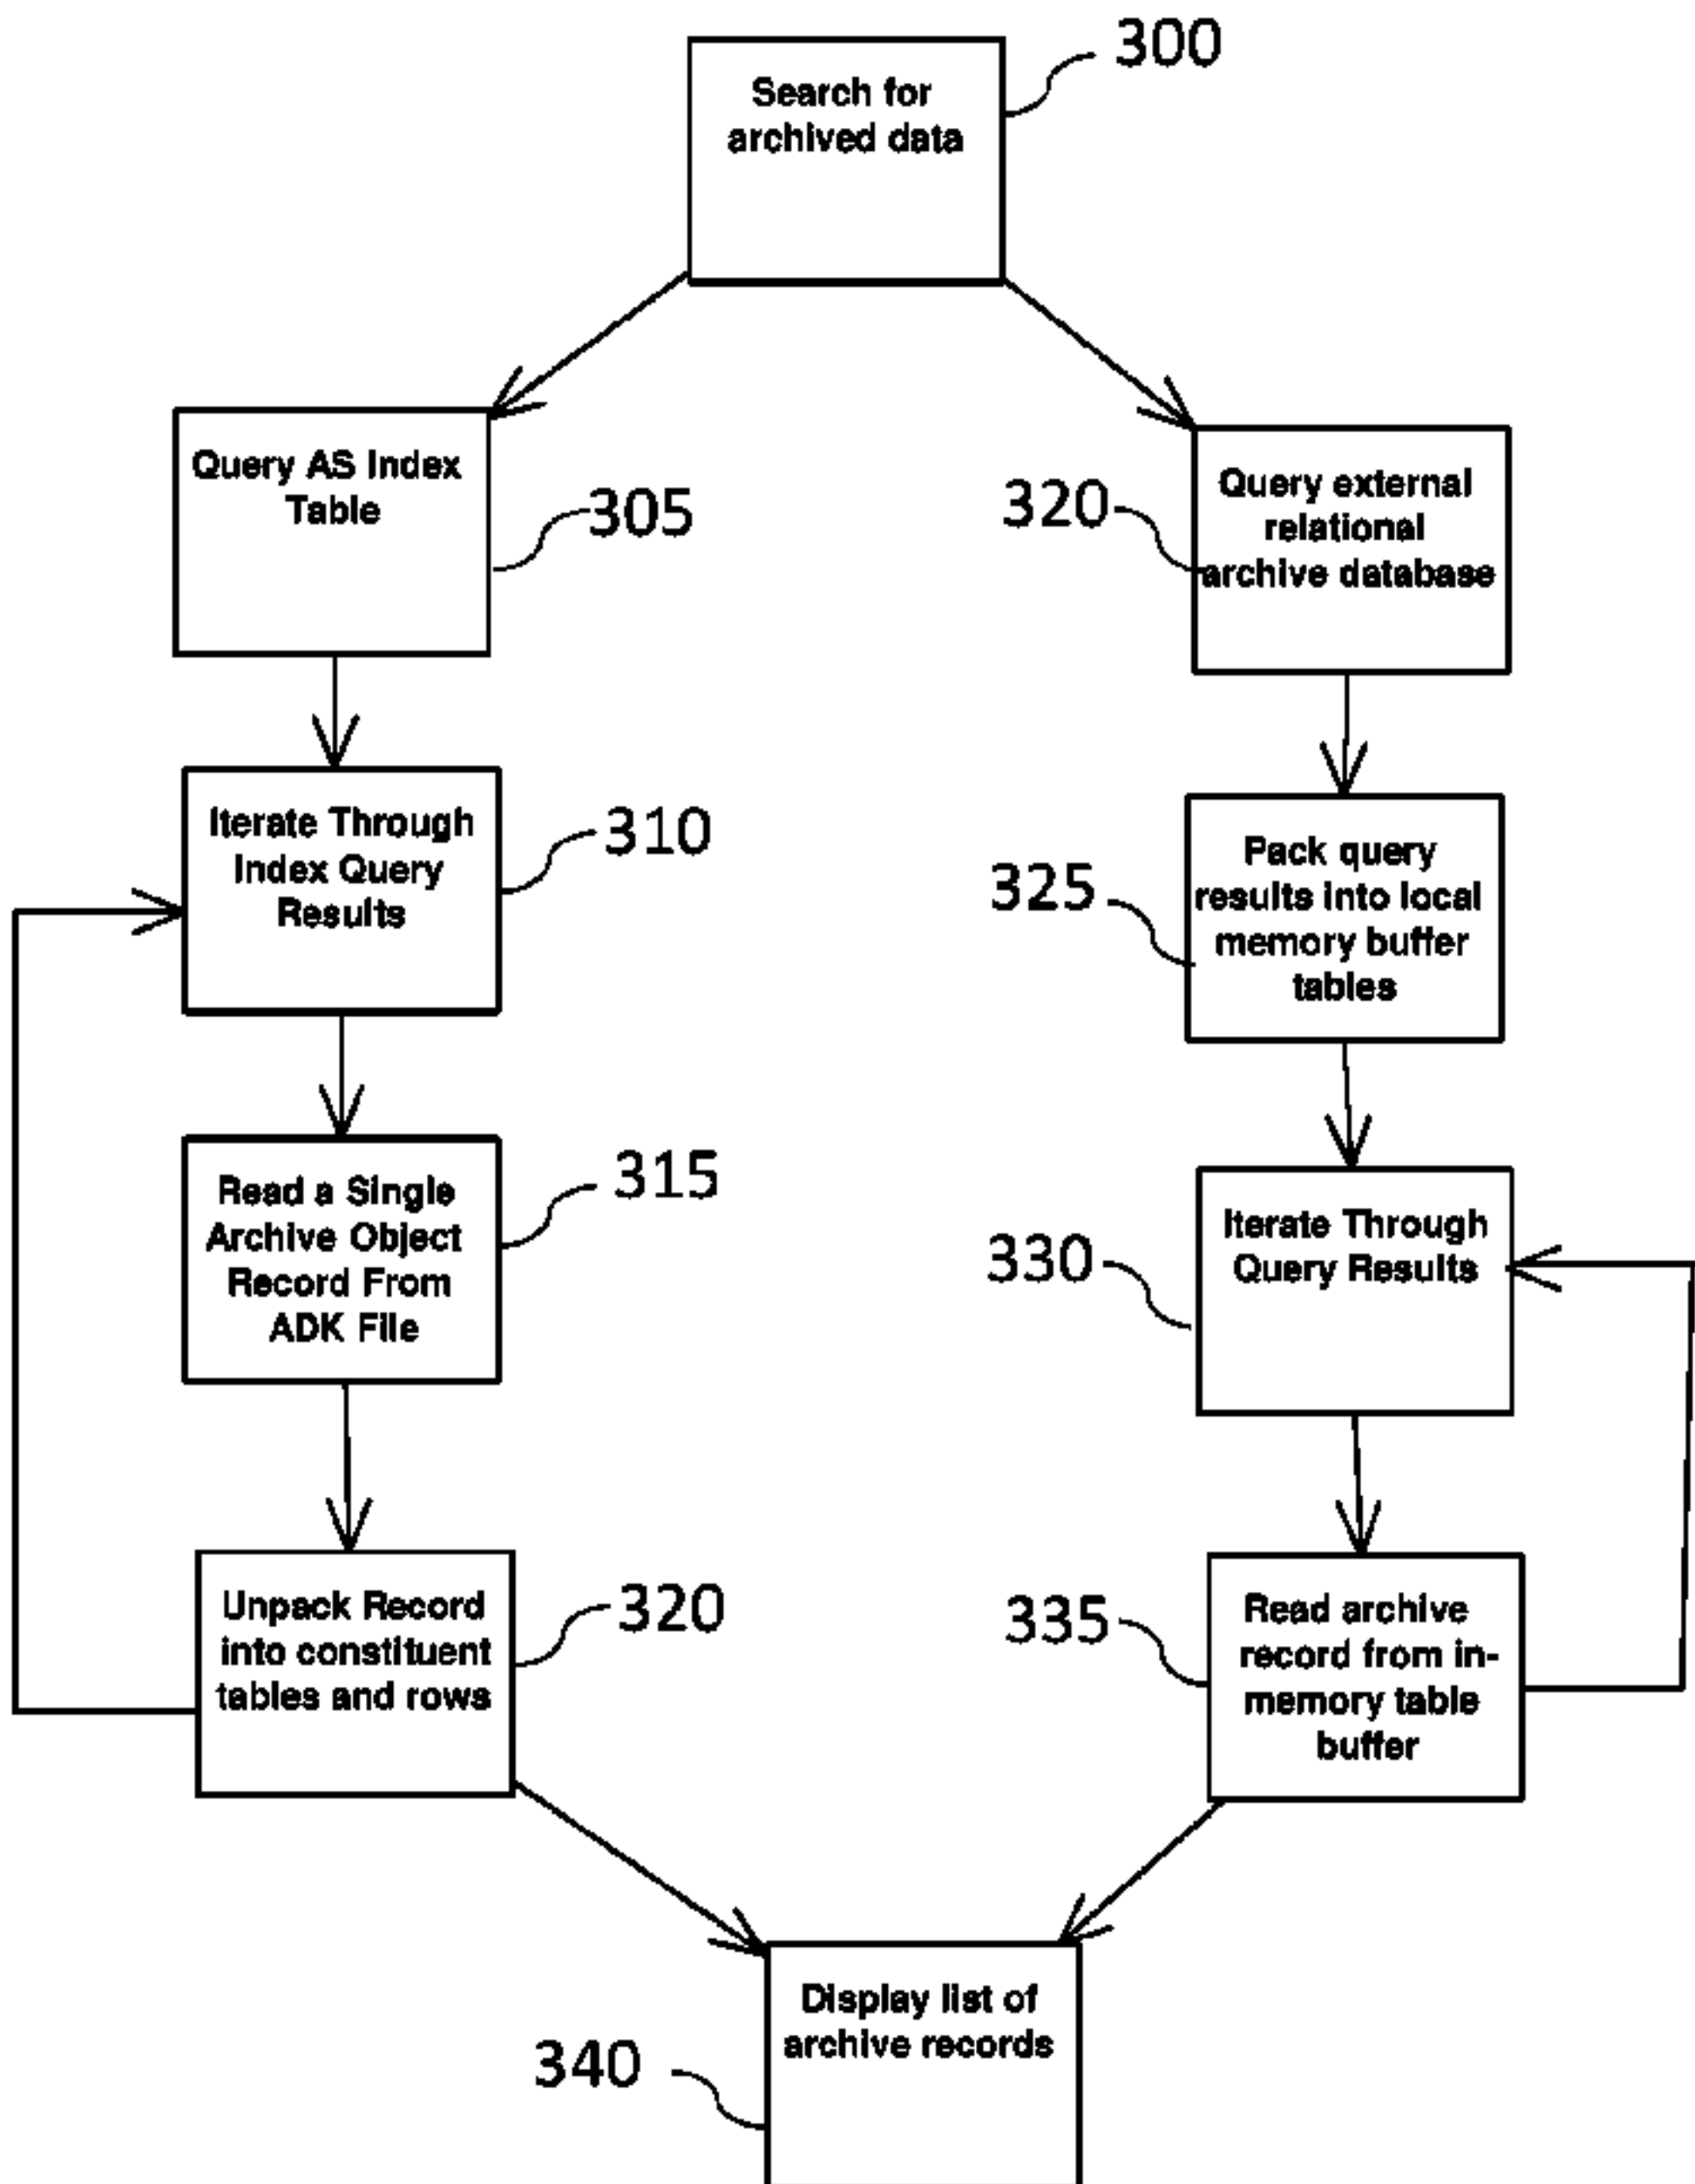 300
Search for
archived data
Query AS Index
Table
305
320
Query external
relational
archive database
Iterate Through
Index Query
Results
310
325
Pack query
results into local
memory buffer
tables
Read a Single
Archive Object
Record From
ADK File
315
330
Iterate Through
Query Results
Unpack Record
into constituent
tables and rows
320
335
Read archive
record from in-
memory table
buffer
Display list of
archive records
340